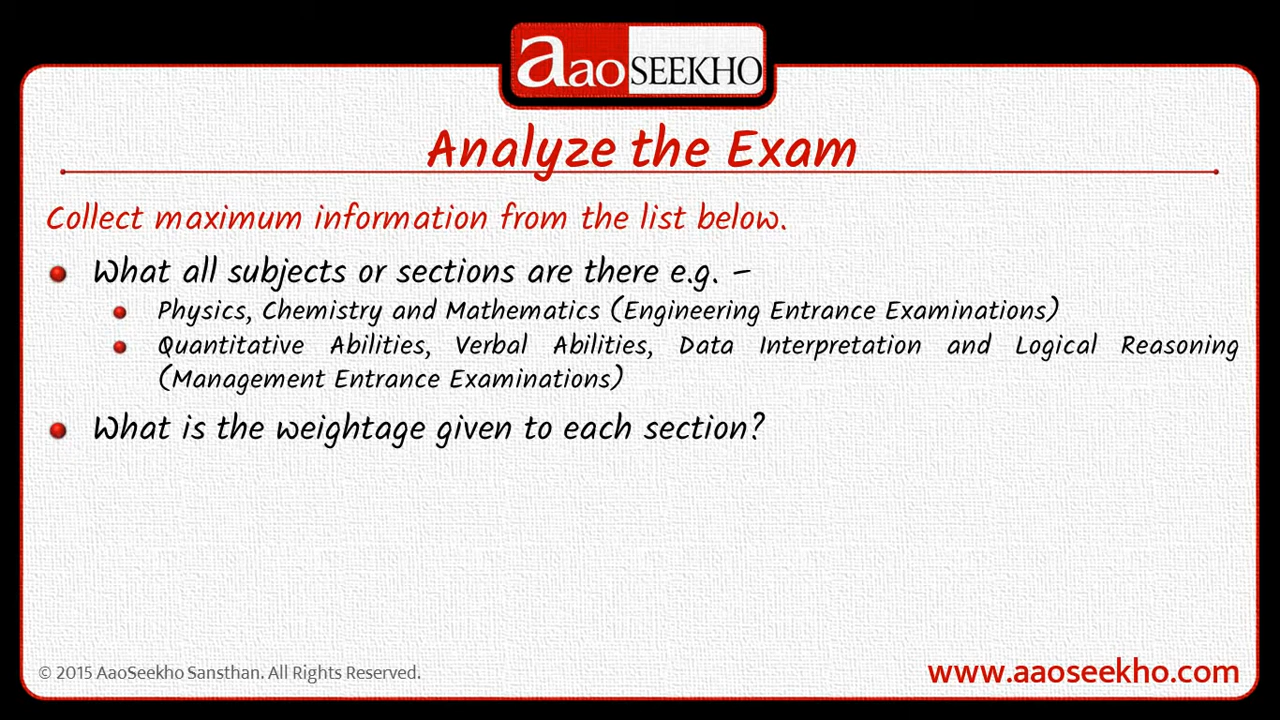 aaoSEEKHO
Analyze the Exam
Collect maximum information from the list below.
What all subjects or sections are there e.g. –
Physics, Chemistry and Mathematics (Engineering Entrance Examinations)
Quantitative Abilities, Verbal Abilities, Data Interpretation and Logical Reasoning
(Management Entrance Examinations)
What is the weightage given to each section?
© 2015 AaoSeekho Sansthan. All Rights Reserved.
www.aaoseekho.com